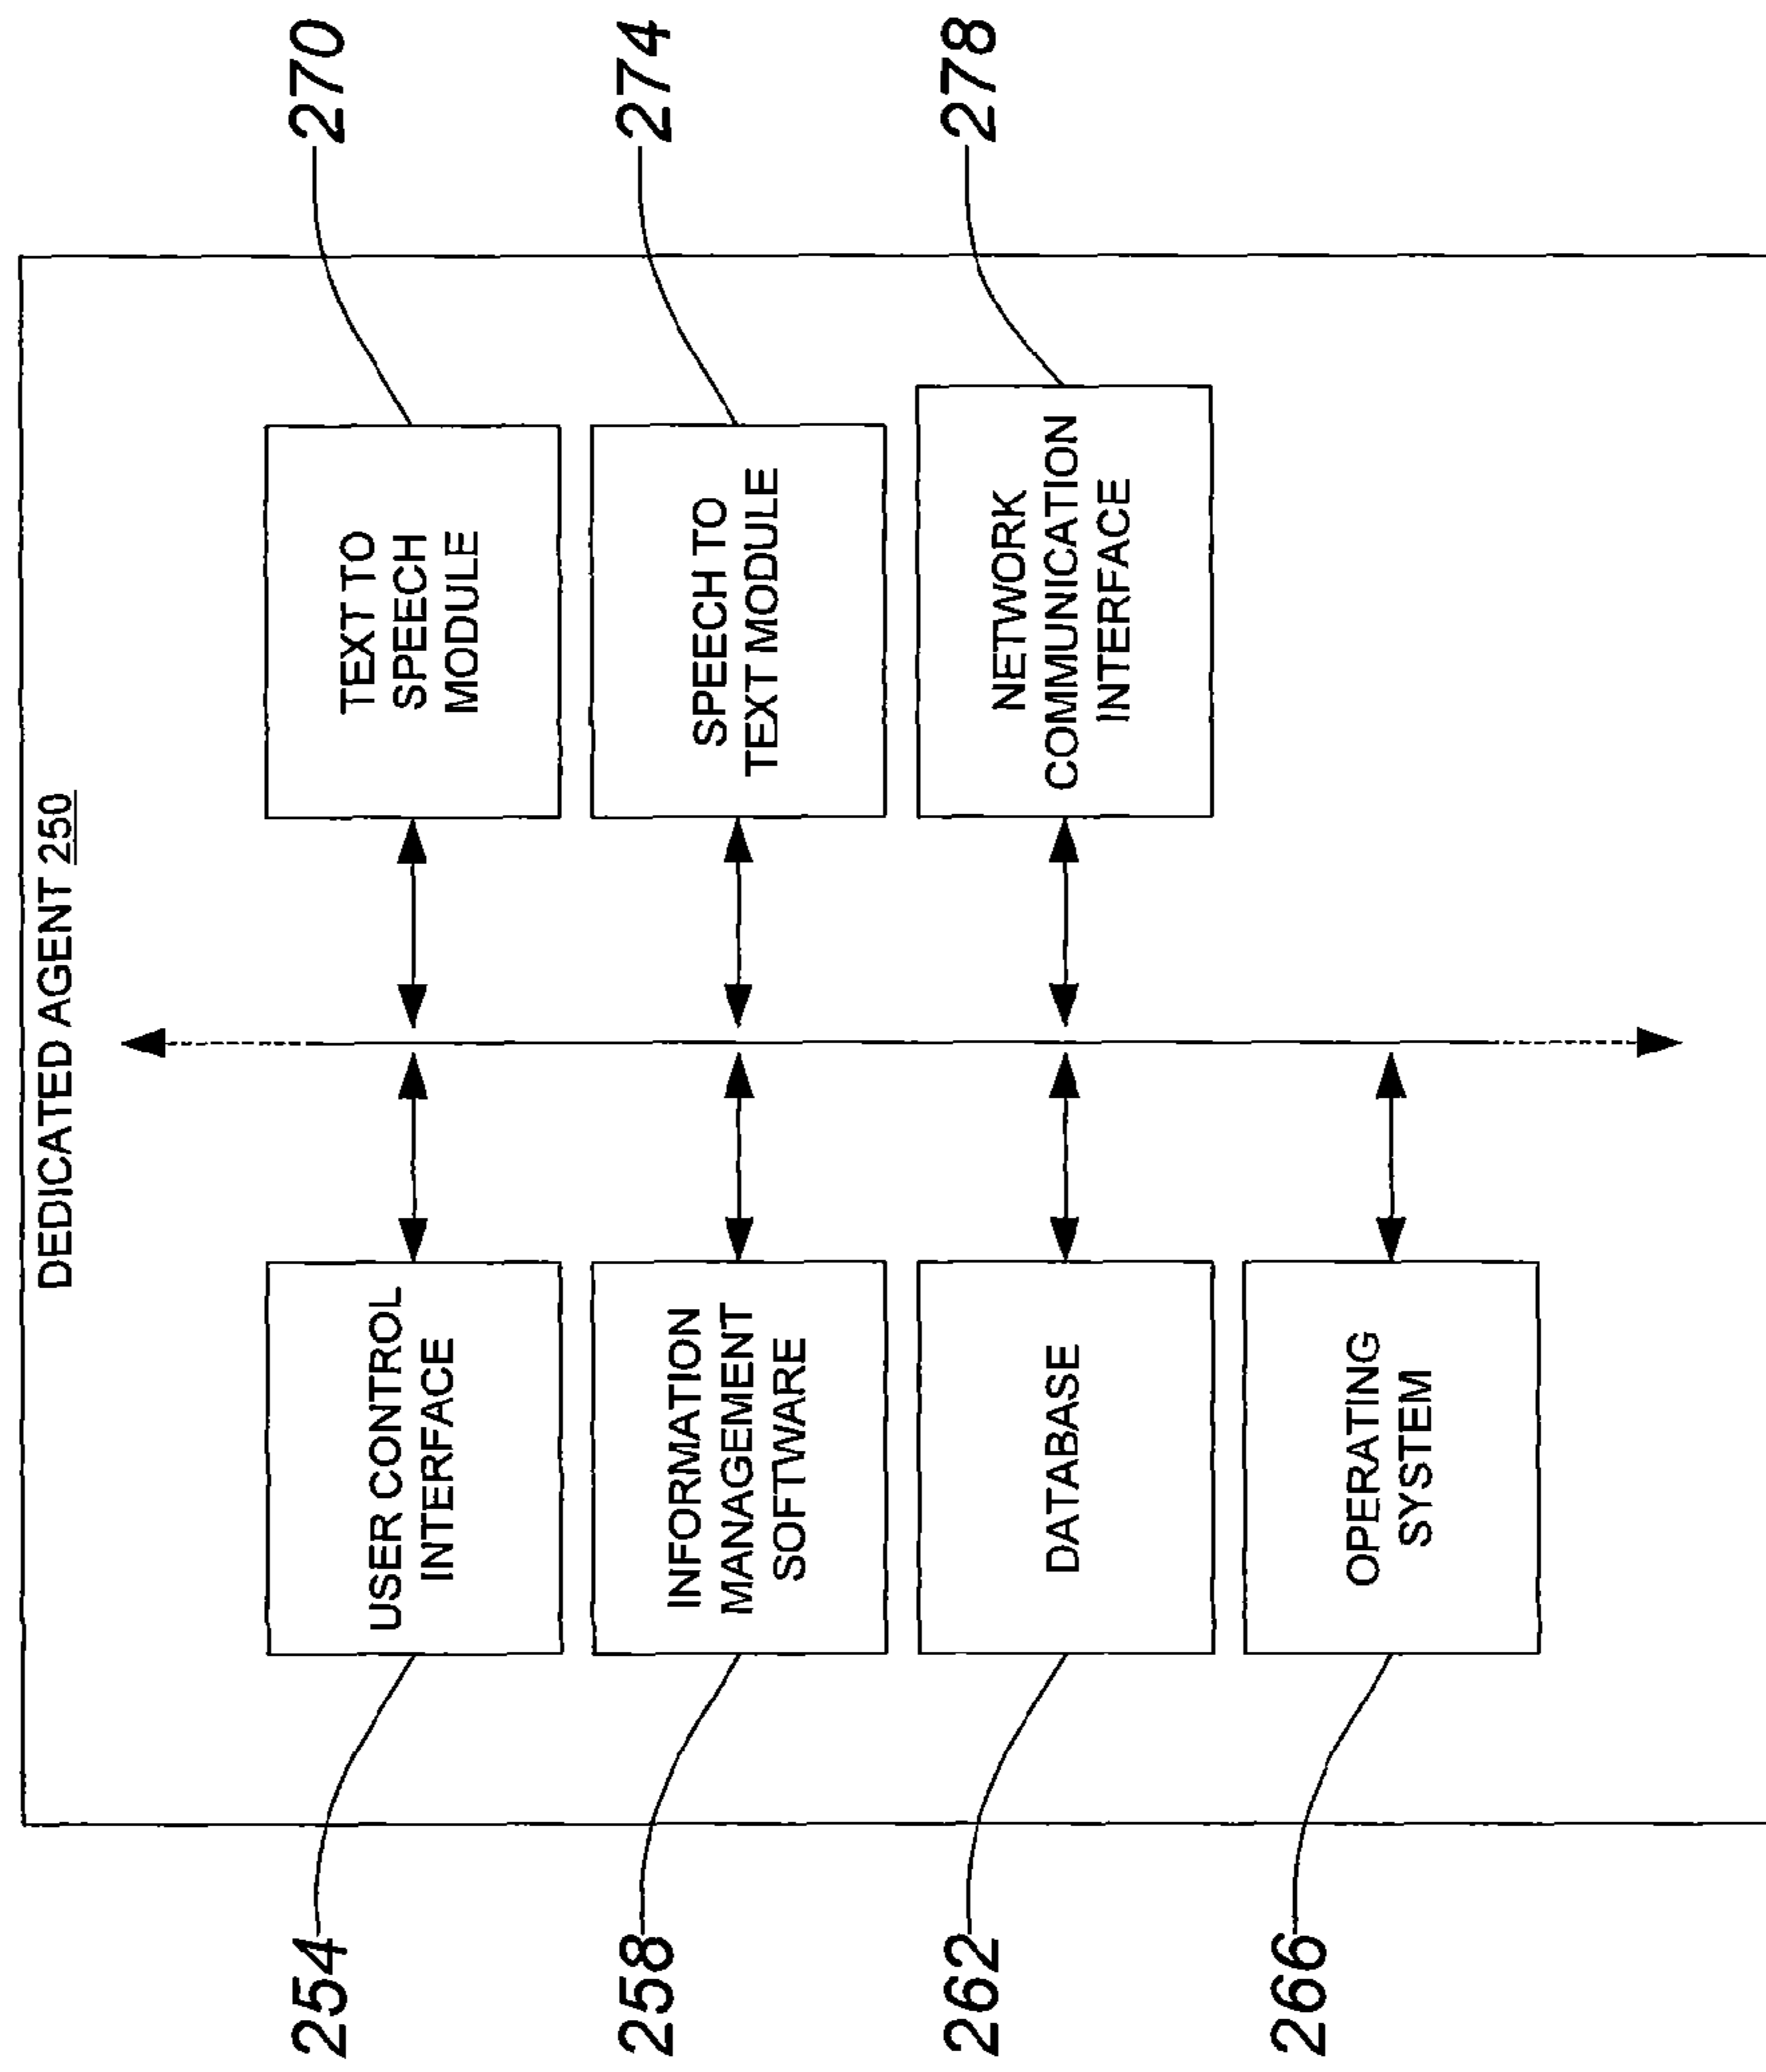 DEDICATED AGENT 250
254
USER CONTROL
INTERFACE
TEXT TO
SPEECH
MODULE
270
258
INFORMATION
MANAGEMENT
SOFTWARE
SPEECH TO
TEXT MODULE
274
262
DATABASE
NETWORK
COMMUNICATION
INTERFACE
278
266
OPERATING
SYSTEM